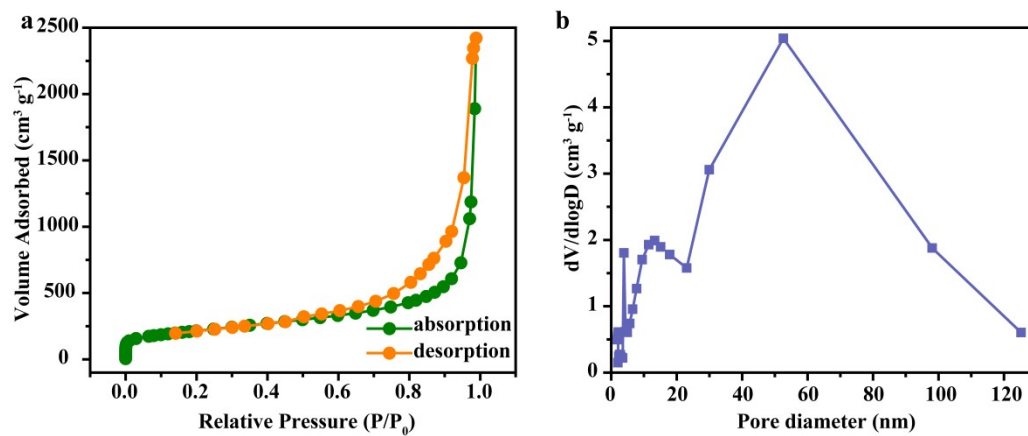 a
2500
2000
1500
1000
500
0
0.0 0.2 0.4 0.6 0.8 1.0
Volume Adsorbed (cm³ g⁻¹)
Relative Pressure (P/P₀)
absorption
desorption
b
5
4
3
2
1
0
0 20 40 60 80 100 120
dV/dlogD (cm³ g⁻¹)
Pore diameter (nm)